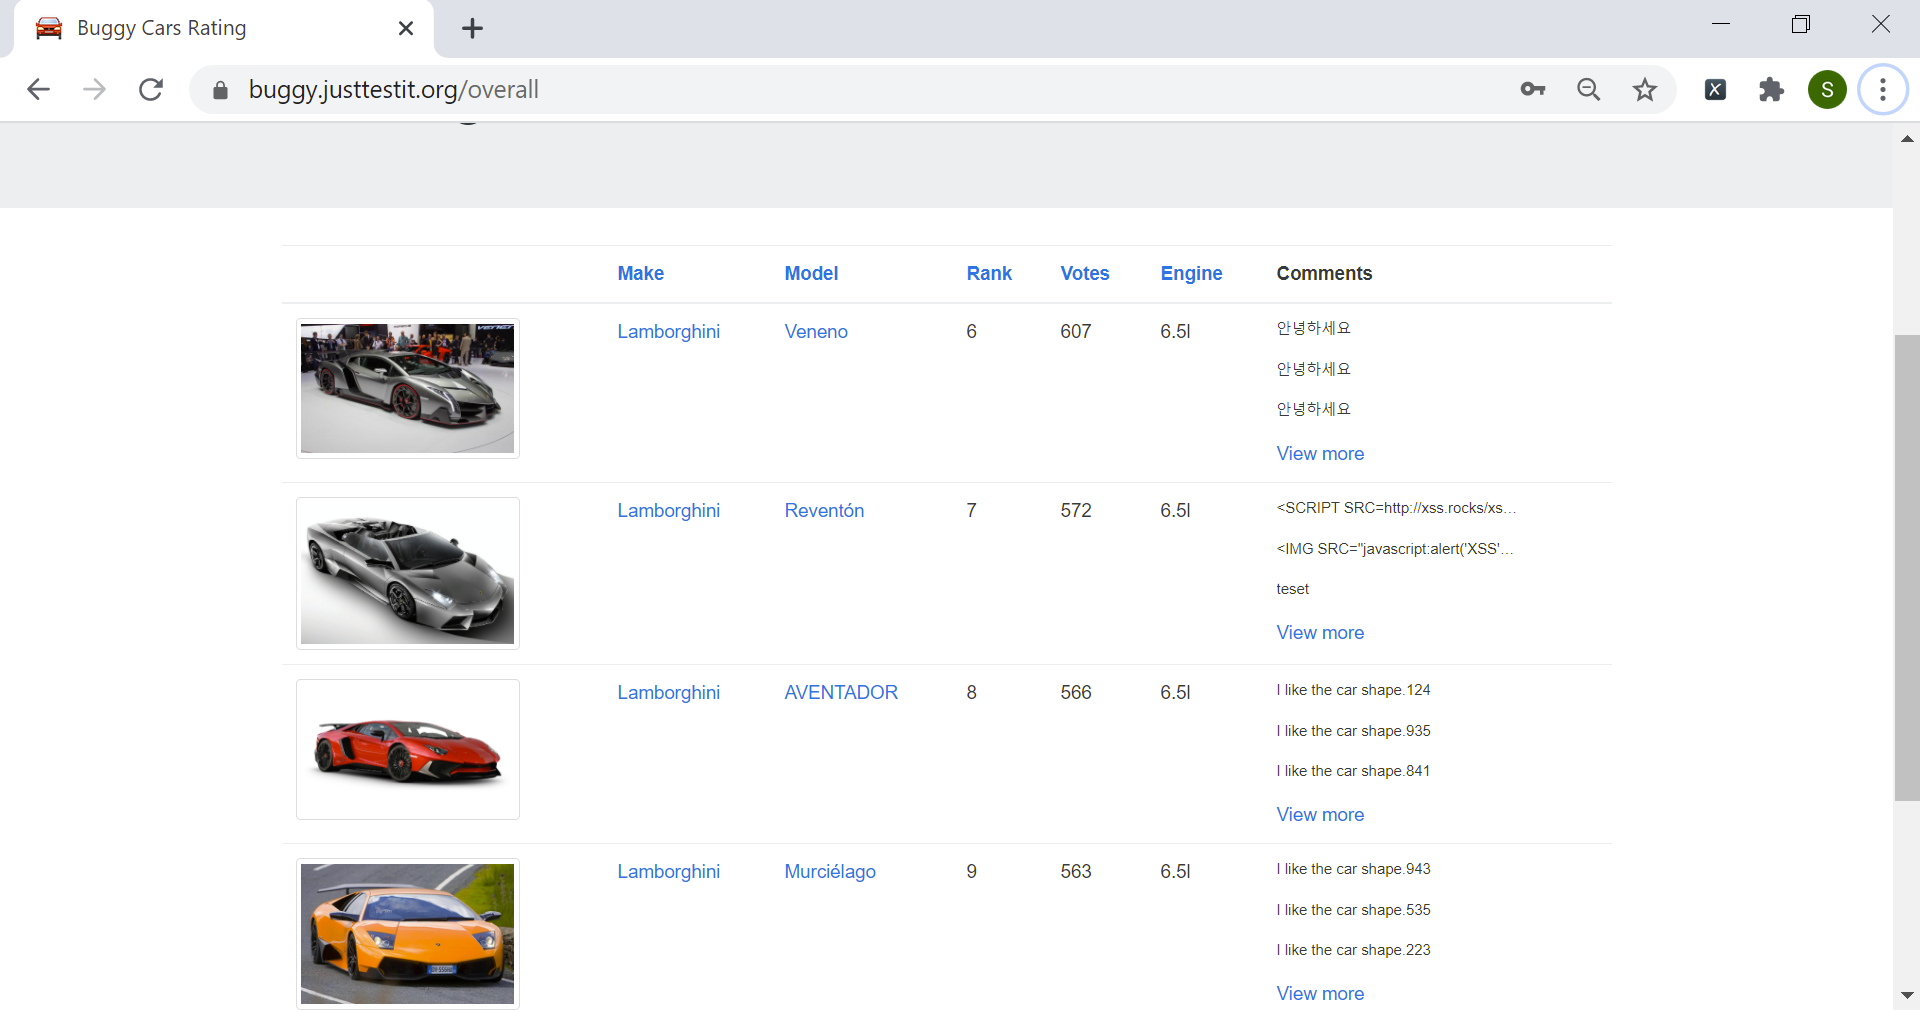 Buggy Cars Rating
buggy.justtestit.org/overall
S
Make Model Rank Votes Engine Comments
Lamborghini Veneno 6 607 6.5l 안녕하세요
안녕하세요
안녕하세요
View more
Lamborghini Reventón 7 572 6.5l <SCRIPT SRC=http://xss.rocks/xs...
<IMG SRC="javascript:alert('XSS'...
teset
View more
Lamborghini AVENTADOR 8 566 6.5l I like the car shape.124
I like the car shape.935
I like the car shape.841
View more
Lamborghini Murciélago 9 563 6.5l I like the car shape.943
I like the car shape.535
I like the car shape.223
View more